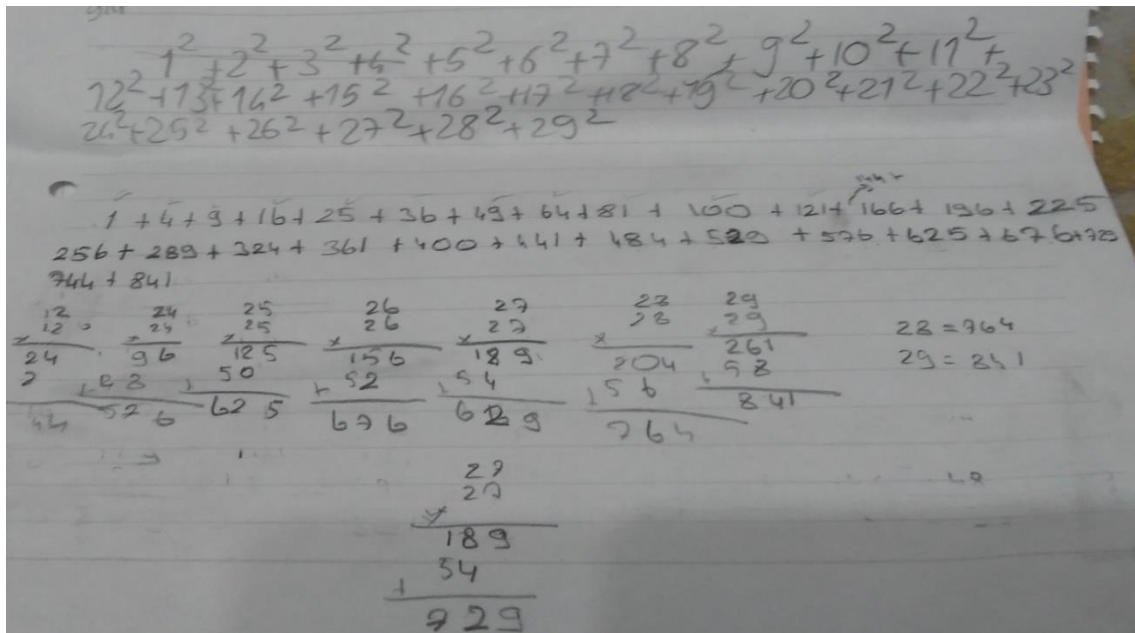 1² + 2² + 3² + 4² + 5² + 6² + 7² + 8² + 9² + 10² + 11² +
12² + 13² + 14² + 15² + 16² + 17² + 18² + 19² + 20² + 21² + 22² + 23²
24² + 25² + 26² + 27² + 28² + 29²
1 + 4 + 9 + 16 + 25 + 36 + 49 + 64 + 81 + 100 + 121 + 166 + 196 + 225
256 + 289 + 324 + 361 + 400 + 441 + 484 + 529 + 576 + 625 + 676 + 729
744 + 841
12 24 25 26 27 28 29
× 12 × 24 × 25 × 26 × 27 × 28 × 29
24 96 125 156 189 204 261
+ 48 + 50 + 52 + 54 + 56 + 58
576 625 676 629 764 841
28 = 764
29 = 841
27
× 27
189
+ 54
729